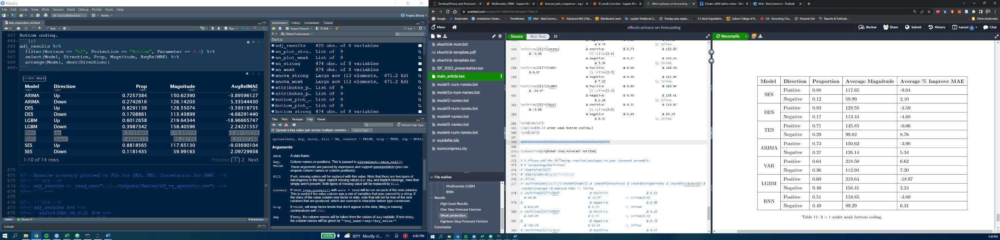 RStudio
File Edit Code View Plots Session Build Debug Profile Tools Help
Go to file/function Addins Project: (None)
data_exploration_m3.Rmd
Knit Run
663 Bottom coding.
664 ```{r}
665 adj_results %>%
666 filter(Horizon == "h1", Protection == "Bottom", Parameter == 0.1) %>%
667 select(Model, Direction, Prop, Magnitude, AvgRelMAE) %>%
668 arrange(Model, desc(Direction))
669 ```
A tibble: 14 x 5
Model Direction Prop Magnitude AvgRelMAE
<chr> <chr> <dbl> <dbl> <dbl>
ARIMA Up 0.7257384 150.62390 -3.89596127
ARIMA Down 0.2742616 126.14203 5.33544430
DES Up 0.8291139 128.55074 -3.59318735
DES Down 0.1708861 113.43899 -4.68291440
LGBM Up 0.6012658 219.64344 -18.96665747
LGBM Down 0.3987342 158.40596 2.24221557
RNN Up 0.5105485 119.85079 -3.89130529
RNN Down 0.4894515 89.28736 6.31037290
SES Up 0.8818565 117.65130 -9.03690104
SES Down 0.1181435 59.99183 2.09729938
1-10 of 14 rows Previous 1 2 Next
670
671 <!-- Examine accuracy plotted on PCs for SES, TES. Correlation for RNN. -->
672 <!-- ```{r} -->
673 <!-- adj_results <- read_csv("../../Outputs/Tables/DP_ts_specific.csv") -->
674 <!-- ``` -->
675
676 <!-- ```{r} -->
677 <!-- adj_results %>% -->
678 <!-- select(SES_DP_0.1) %>% -->
Chunk 57 R Markdown
Console
Environment History Connections Tutorial
Import Dataset 55 MiB List
R Global Environment
Data
adj_results 420 obs. of 8 variables
an_plot_stro... List of 9
an_plot_weak List of 9
an_strong 474 obs. of 8 variables
an_weak 474 obs. of 8 variables
anova_strong Large aov (13 elements, 671.2 kB)
anova_weak Large aov (13 elements, 671.2 kB)
attributes_p... List of 9
attributes_p... List of 9
bottom_plot_... List of 9
bottom_plot_... List of 9
bottom strong 474 obs. of 8 variables
Files Plots Packages Help Viewer
Refresh Help Topic
R: Spread a key-value pair across multiple columns Find in Topic
spread(data, key, value, fill = NA, convert = FALSE, drop = TRUE, sep = NULL)
Arguments
data A data frame.
key, value Column names or positions. This is passed to tidyselect::vars_pull().
These arguments are passed by expression and support quasiquotation (you can
unquote column names or column positions).
fill If set, missing values will be replaced with this value. Note that there are two types of
missingness in the input: explicit missing values (i.e. NA), and implicit missings, rows that
simply aren't present. Both types of missing value will be replaced by fill.
convert If TRUE, type.convert() with asis = TRUE will be run on each of the new columns.
This is useful if the value column was a mix of variables that was coerced to a string. If
the class of the value column was factor or date, note that will not be true of the new
columns that are produced, which are coerced to character before type conversion.
drop If FALSE, will keep factor levels that don't appear in the data, filling in missing
combinations with fill.
sep If NULL, the column names will be taken from the values of key variable. If non-NULL,
the column names will be given by "<key_name><sep><key_value>".
100% 80°F Mostly cl... 4:40 PM
Desktop/Privacy-and-Forecasting Multivariate_LGBM - Jupyter Not forecast_plot_comparison - Jupy JF_results_function - Jupyter No effects-privacy-on-forecasting - Create LaTeX tables online – Tab Mail - Bale,Cameron - Outlook
overleaf.com/project/627b00428b4ddbeb97f9b676
Google Bookmarks rmarkdown-cheats... Throttlestop Mail - Bale,Camero... Advanced MD | Pati... Blackboard Learn Jupyter Notebook S... Numpy axes explai... 5 Critical Ingredient... LeBow College of B... Git - Recording Cha... Personal Site Reports & Publicati... Other bookmarks
Menu effects-privacy-on-forecasting Review Share Submit History Layout Chat
Source Rich Text Ω Recompile
elsarticle-num.bst
elsarticle-template.pdf
elsarticle-template.tex
ISF_2022_presentation.tex
main_article.tex
model1-num-names.bst
model1a-num-names.bst
model2-names.bst
model3-num-names.bst
model4-names.bst
model5-names.bst
model6-num-names.bst
mybibfile.bib
numcompress.sty
File outline
Multivariate LGBM
RNN
Results
High Level Results
One Step Forecast Horizon
Weak protection.
Eighteen Step Forecast Horizon
Conclusion
& 8.76 \\ \hline
356 \multirow{2}{*}{ARIMA} & Positive & 0.73 & 150.62
& -3.90 \\ \cline{2-5}
357 & Negative & 0.27 & 126.14
& 5.34 \\ \hline
358 \multirow{2}{*}{VAR} & Positive & 0.64 & 218.50
& 6.62 \\ \cline{2-5}
359 & Negative & 0.36 & 112.94
& 7.20 \\ \hline
360 \multirow{2}{*}{LGBM} & Positive & 0.60 & 219.64
& -18.97 \\ \cline{2-5}
361 & Negative & 0.40 & 158.41
& 2.24 \\ \hline
362 \multirow{2}{*}{RNN} & Positive & 0.51 & 119.85
& -3.89 \\ \cline{2-5}
363 & Negative & 0.49 & 89.29
& 6.31 \\ \hline
364 \end{tabular}
365 \caption{$h=1$ under weak bottom coding.}
366 \end{table}
367
368 %%%%%%%%%%%%%%%%%%%%%%%%%%%%%%%%%%%%%%%%%%%%%%%%%%
369
370 \subsection{Eighteen Step Forecast Horizon}
371
372 % % Please add the following required packages to your document preamble:
373 % % \usepackage{multirow}
374 % \begin{table}[]
375 % \begin{tabular}{|c|l|l|l|l|}
376 % \hline
377 % \multicolumn{1}{|l|}{\textbf{Model}} & \textbf{Direction} & \textbf{Proportion} & \textbf{AvgAbsAdj} &
\textbf{Average \% Improve MAE} \\ \hline
378 % \multirow{2}{*}{SES} & Positive & 0.10
& 46.61 & -2.27 \\ \cline{2-5}
379 % & Negative & 0.90
& 433.83 & 3.75 \\ \hline
380 % \multirow{2}{*}{DES} & Positive & 0.30
& 162.07 & 1.71 \\ \cline{2-5}
381 % & Negative & 0.70
& 790.39 & 11.11 \\ \hline
382 % \multirow{2}{*}{TES} & Positive & 0.41
Model Direction Proportion Average Magnitude Average % Improve MAE
SES Positive 0.88 117.65 -9.04
Negative 0.12 59.99 2.10
DES Positive 0.83 128.55 -3.59
Negative 0.17 113.44 -4.68
TES Positive 0.71 145.85 -0.06
Negative 0.29 99.82 8.76
ARIMA Positive 0.73 150.62 -3.90
Negative 0.27 126.14 5.34
VAR Positive 0.64 218.50 6.62
Negative 0.36 112.94 7.20
LGBM Positive 0.60 219.64 -18.97
Negative 0.40 158.41 2.24
RNN Positive 0.51 119.85 -3.89
Negative 0.49 89.29 6.31
Table 11: h = 1 under weak bottom coding.
4:40 PM